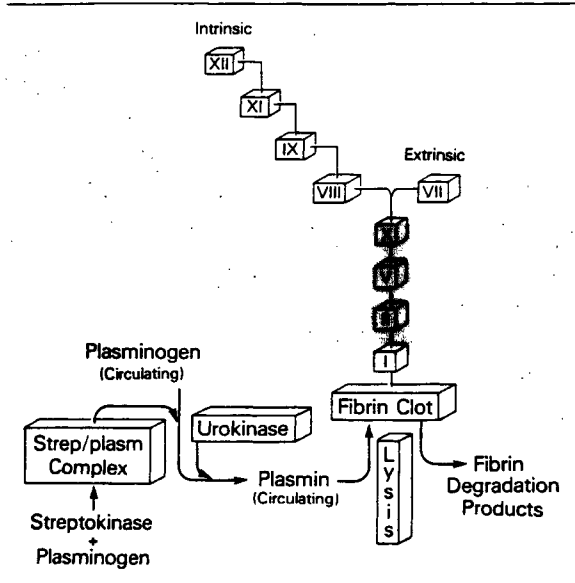 Intrinsic
XII
XI
IX
Extrinsic
VIII
VII
X
V
I
Plasminogen
(Circulating)
Fibrin Clot
Urokinase
Strep/plasm
Complex
Lysis
Plasmin
(Circulating)
Fibrin
Degradation
Products
Streptokinase
+
Plasminogen